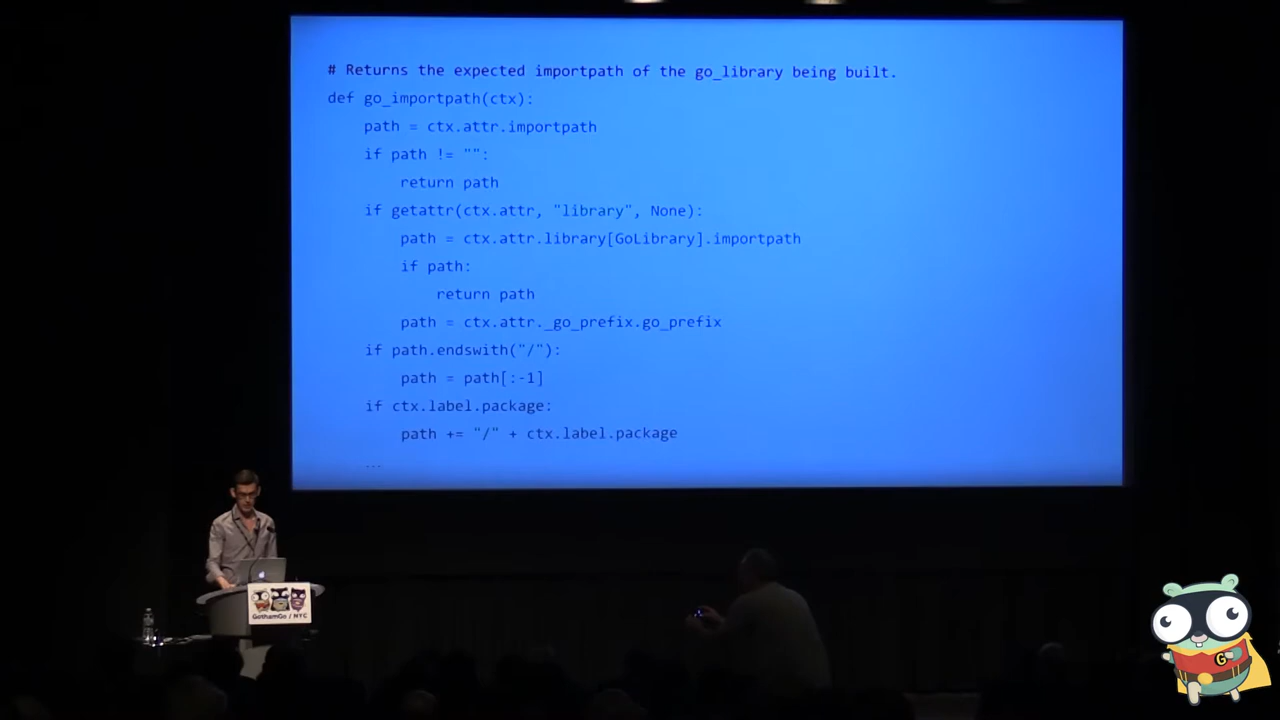 # Returns the expected importpath of the go_library being built.
def go_importpath(ctx):
    path = ctx.attr.importpath
    if path != "":
        return path
    if getattr(ctx.attr, "library", None):
        path = ctx.attr.library[GoLibrary].importpath
        if path:
            return path
        path = ctx.attr._go_prefix.go_prefix
    if path.endswith("/"):
        path = path[:-1]
    if ctx.label.package:
        path += "/" + ctx.label.package
    ...
GothamGo / NYC
G